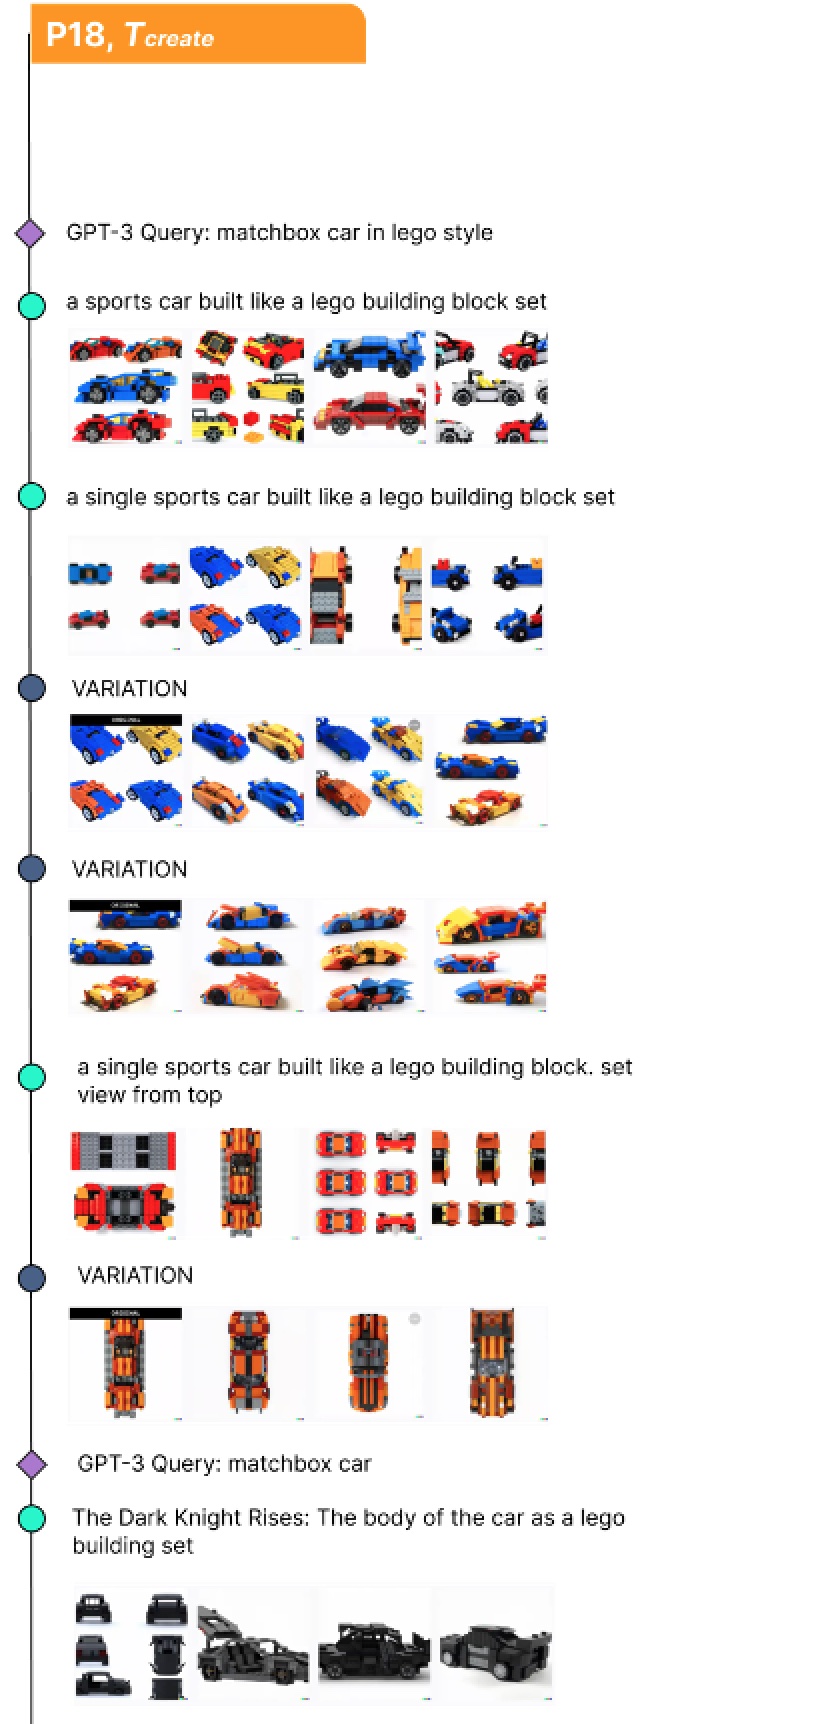 P18, Tcreate
GPT-3 Query: matchbox car in lego style
a sports car built like a lego building block set
a single sports car built like a lego building block set
VARIATION
ORIGINAL
VARIATION
ORIGINAL
a single sports car built like a lego building block. set
view from top
VARIATION
ORIGINAL
GPT-3 Query: matchbox car
The Dark Knight Rises: The body of the car as a lego
building set